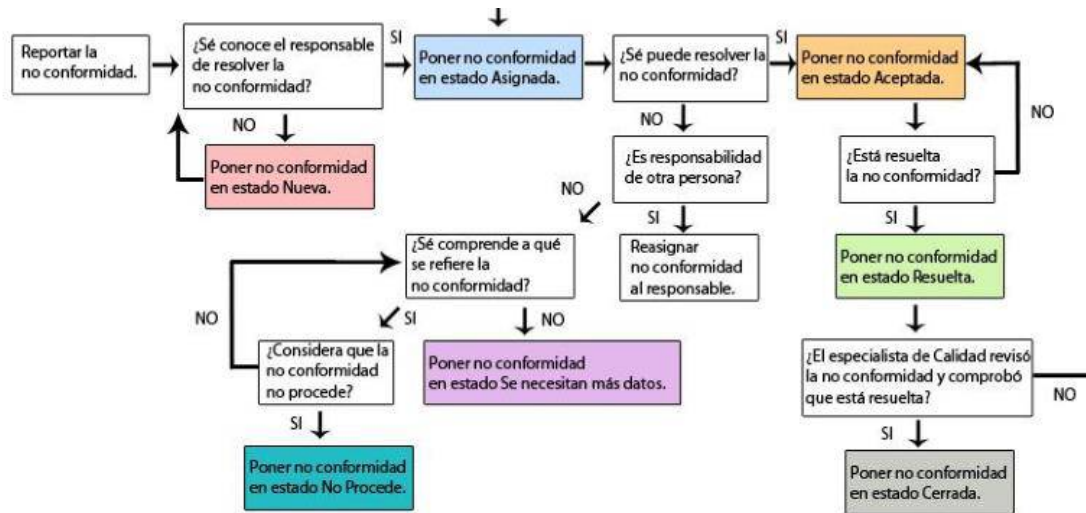 Reportar la
no conformidad.
¿Sé conoce el responsable
de resolver la
no conformidad?
SI
Poner no conformidad
en estado Asignada.
¿Sé puede resolver la
no conformidad?
SI
Poner no conformidad
en estado Aceptada.
NO
Poner no conformidad
en estado Nueva.
NO
¿Es responsabilidad
de otra persona?
¿Está resuelta
la no conformidad?
NO
NO
SI
SI
¿Sé comprende a qué
se refiere la
no conformidad?
Reasignar
no conformidad
al responsable.
Poner no conformidad
en estado Resuelta.
NO
SI
NO
¿Considera que la
no conformidad
no procede?
Poner no conformidad
en estado Se necesitan más datos.
¿El especialista de Calidad revisó
la no conformidad y comprobó
que está resuelta?
NO
SI
SI
Poner no conformidad
en estado No Procede.
Poner no conformidad
en estado Cerrada.